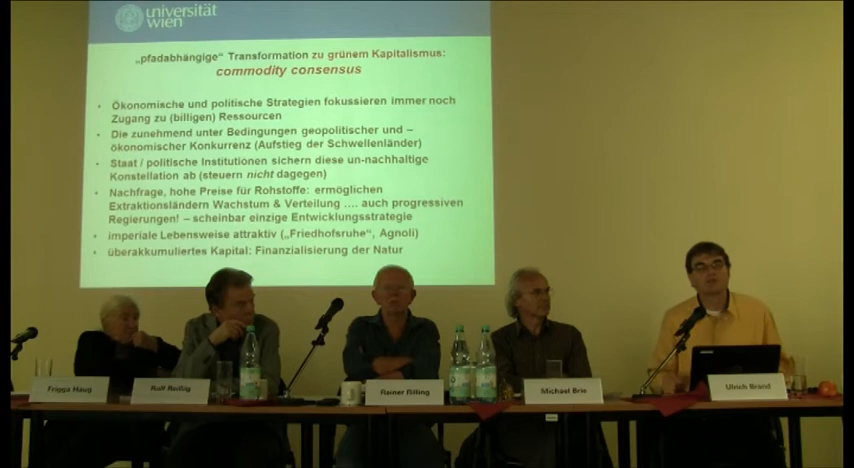 universität
wien
„pfadabhängige“ Transformation zu grünem Kapitalismus:
commodity consensus
• Ökonomische und politische Strategien fokussieren immer noch
Zugang zu (billigen) Ressourcen
• Die zunehmend unter Bedingungen geopolitischer und –
ökonomischer Konkurrenz (Aufstieg der Schwellenländer)
• Staat / politische Institutionen sichern diese un-nachhaltige
Konstellation ab (steuern nicht dagegen)
• Nachfrage, hohe Preise für Rohstoffe: ermöglichen
Extraktionsländern Wachstum & Verteilung …. auch progressiven
Regierungen! – scheinbar einzige Entwicklungsstrategie
• imperiale Lebensweise attraktiv („Friedhofsruhe“, Agnoli)
• überakkumuliertes Kapital: Finanzialisierung der Natur
Frigga Haug
Rolf Reißig
Rainer Rilling
Michael Brie
Ulrich Brand